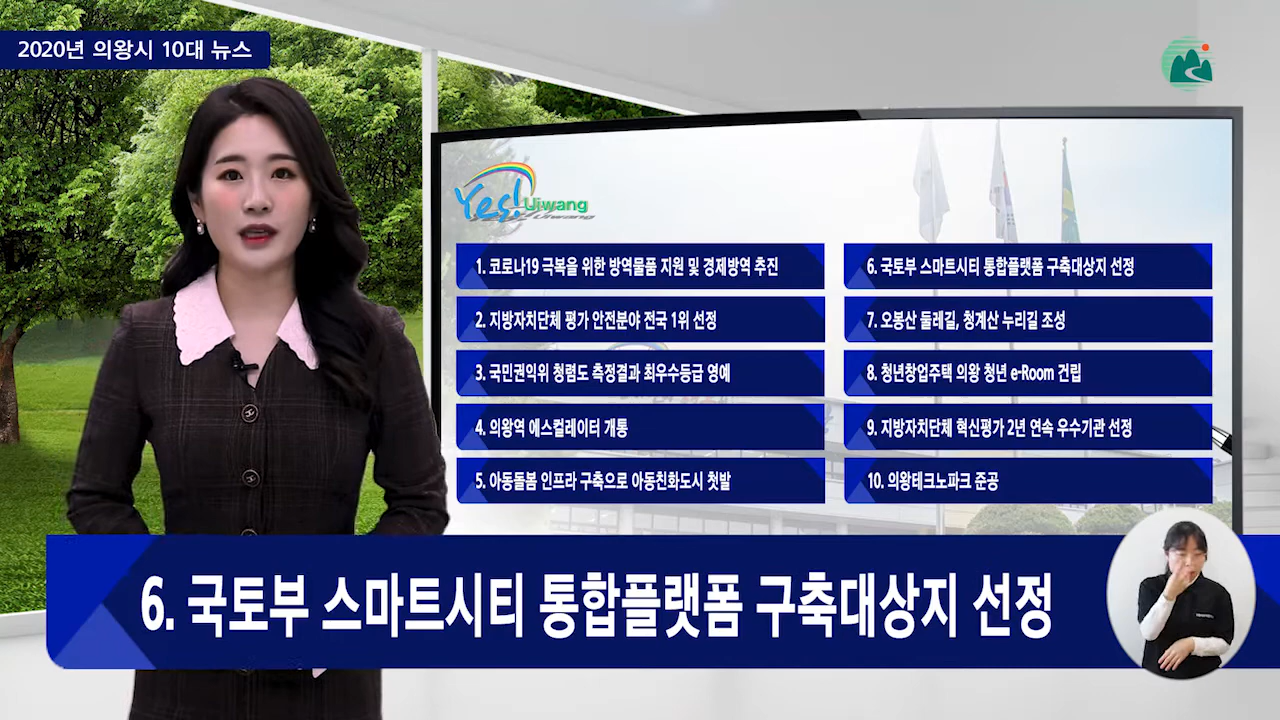 2020년 의왕시 10대 뉴스
Yes! Uiwang
1. 코로나19 극복을 위한 방역물품 지원 및 경제방역 추진
2. 지방자치단체 평가 안전분야 전국 1위 선정
3. 국민권익위 청렴도 측정결과 최우수등급 영예
4. 의왕역 에스컬레이터 개통
5. 아동돌봄 인프라 구축으로 아동친화도시 첫발
6. 국토부 스마트시티 통합플랫폼 구축대상지 선정
7. 오봉산 둘레길, 청계산 누리길 조성
8. 청년창업주택 의왕 청년 e-Room 건립
9. 지방자치단체 혁신평가 2년 연속 우수기관 선정
10. 의왕테크노파크 준공
6. 국토부 스마트시티 통합플랫폼 구축대상지 선정